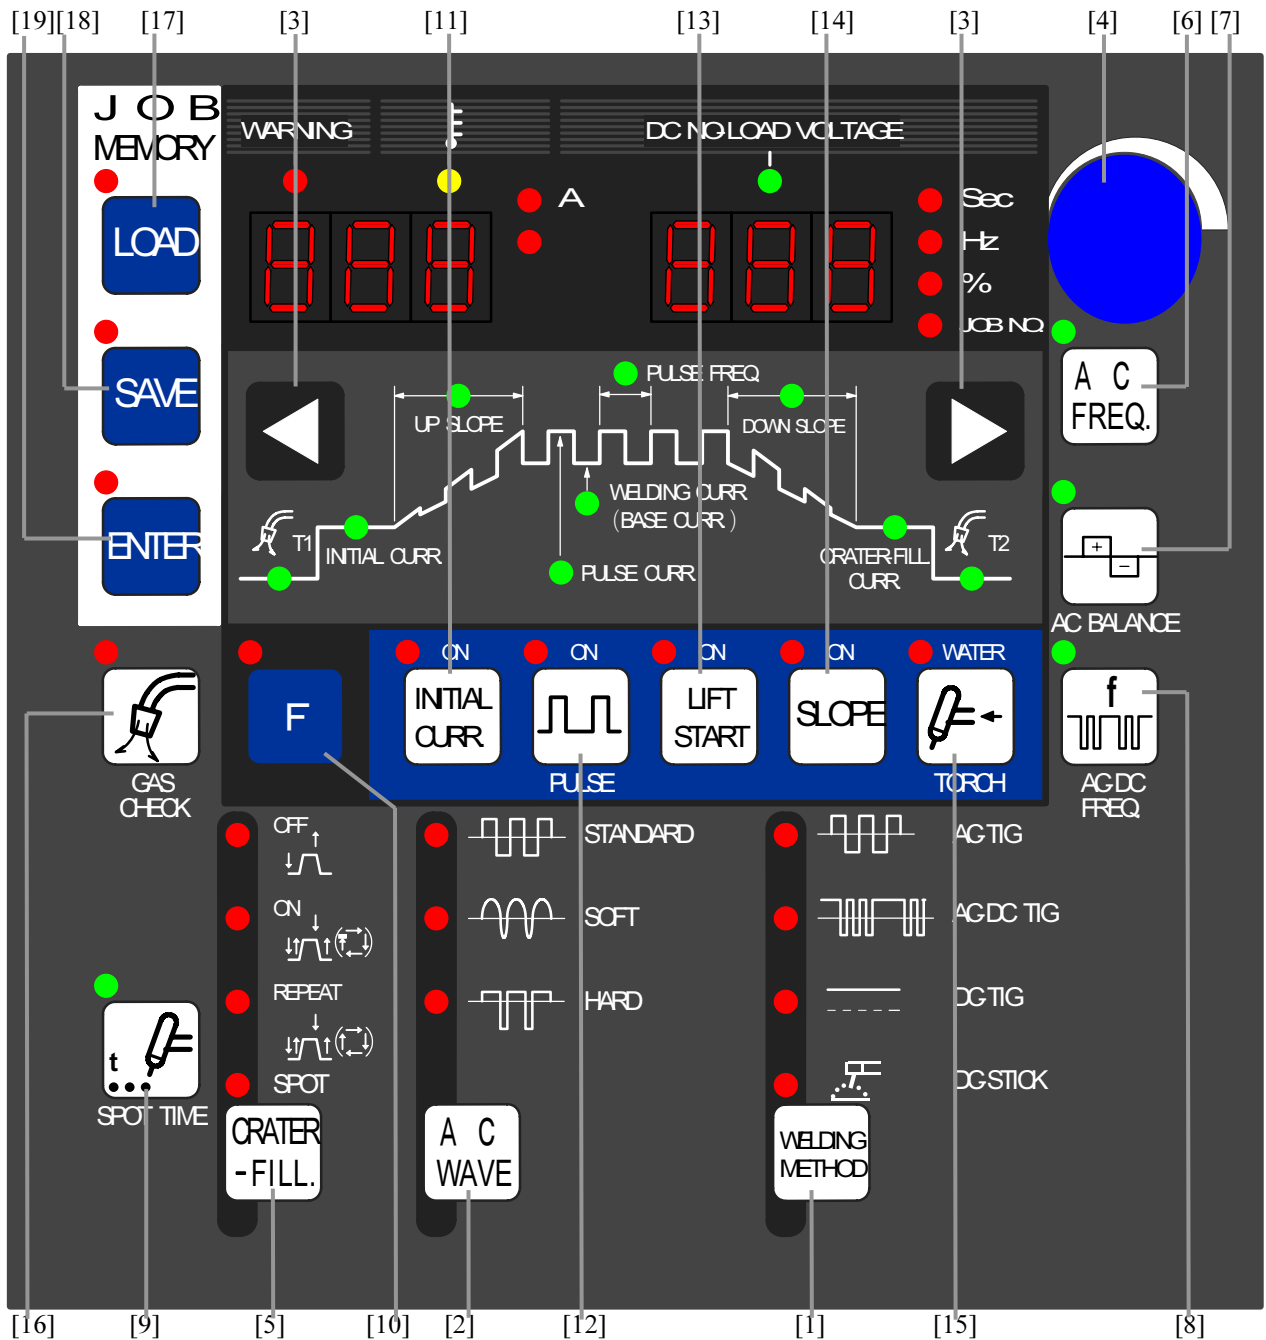 [19][18] [17] [3] [11] [13] [14] [3] [4] [6] [7]
JOB
MEMORY
WARNING
DC NO-LOAD VOLTAGE
LOAD
A
Sec
Hz
%
JOB NO.
SAVE
A C
FREQ.
PULSE FREQ.
UP SLOPE
DOWN SLOPE
WELDING CURR.
(BASE CURR.)
ENTER
T1
INITIAL CURR.
PULSE CURR.
CRATER-FILL
CURR.
T2
+
-
AC BALANCE
ON
ON
ON
ON
WATER
F
INITIAL
CURR.
LIFT
START
SLOPE
f
GAS
CHECK
PULSE
TORCH
AC-DC
FREQ.
OFF
STANDARD
AC-TIG
ON
SOFT
AC-DC TIG
REPEAT
HARD
DC-TIG
t
SPOT
DC-STICK
SPOT TIME
CRATER
-FILL.
A C
WAVE
WELDING
METHOD
[16] [9] [5] [10] [2] [12] [1] [15] [8]